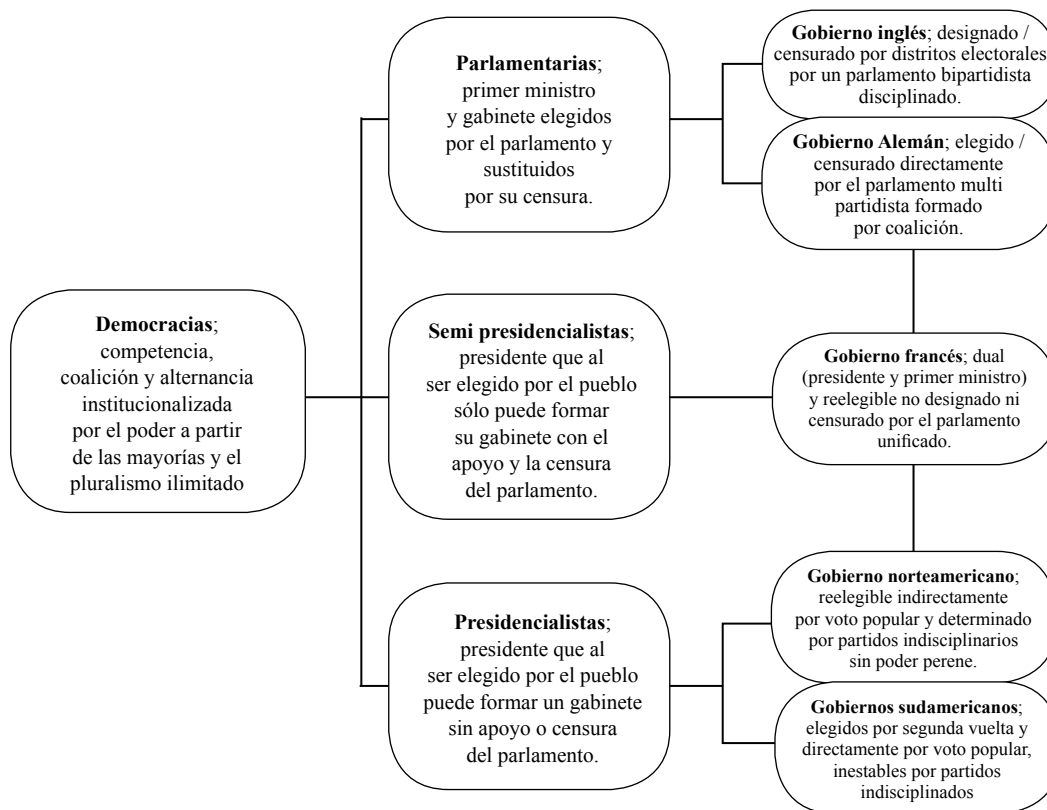 Democracias;
competencia,
coalición y alternancia
institucionalizada
por el poder a partir
de las mayorías y el
pluralismo ilimitado
Parlamentarias;
primer ministro
y gabinete elegidos
por el parlamento y
sustituidos
por su censura.
Gobierno inglés; designado /
censurado por distritos electorales
por un parlamento bipartidista
disciplinado.
Gobierno Alemán; elegido /
censurado directamente
por el parlamento multi
partidista formado
por coalición.
Semi presidencialistas;
presidente que al
ser elegido por el pueblo
sólo puede formar
su gabinete con el
apoyo y la censura
del parlamento.
Gobierno francés; dual
(presidente y primer ministro)
y reelegible no designado ni
censurado por el parlamento
unificado.
Presidencialistas;
presidente que al
ser elegido por el pueblo
puede formar un gabinete
sin apoyo o censura
del parlamento.
Gobierno norteamericano;
reelegible indirectamente
por voto popular y determinado
por partidos indisciplinarios
sin poder perene.
Gobiernos sudamericanos;
elegidos por segunda vuelta y
directamente por voto popular,
inestables por partidos
indisciplinados